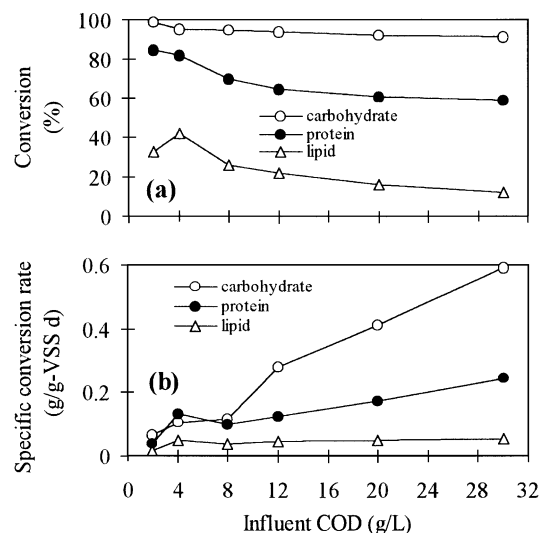 100
80
60
40
20
0
Conversion
(%)
carbohydrate
protein
lipid
(a)
0.6
0.4
0.2
0
Specific conversion rate
(g/g-VSS d)
carbohydrate
protein
lipid
(b)
0 4 8 12 16 20 24 28 32
Influent COD (g/L)